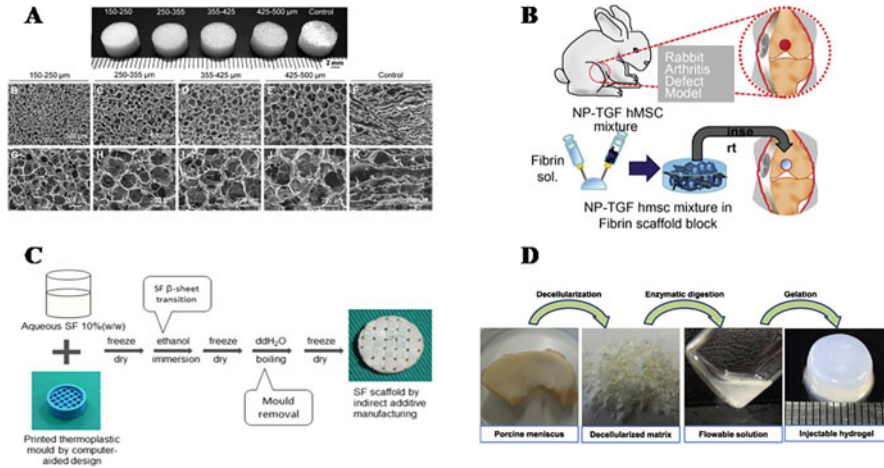 A
150-250 250-355 355-425 425-500 µm Control
2 mm
150-250 µm 250-355 µm 355-425 µm 425-500 µm Control
B C D E F
G H I J K
B
Rabbit
Arthritis
Defect
Model
NP-TGF hMSC
mixture
Fibrin
sol.
inse
rt
NP-TGF hmsc mixture in
Fibrin scaffold block
C
SF β-sheet
transition
Aqueous SF 10%(w/w)
freeze ethanol freeze ddH2O freeze
dry immersion dry boiling dry
Mould
removal
Printed thermoplastic
mould by computer-
aided design
SF scaffold by
indirect additive
manufacturing
D
Decellularization Enzymatic digestion Gelation
Porcine meniscus Decellularized matrix Flowable solution Injectable hydrogel